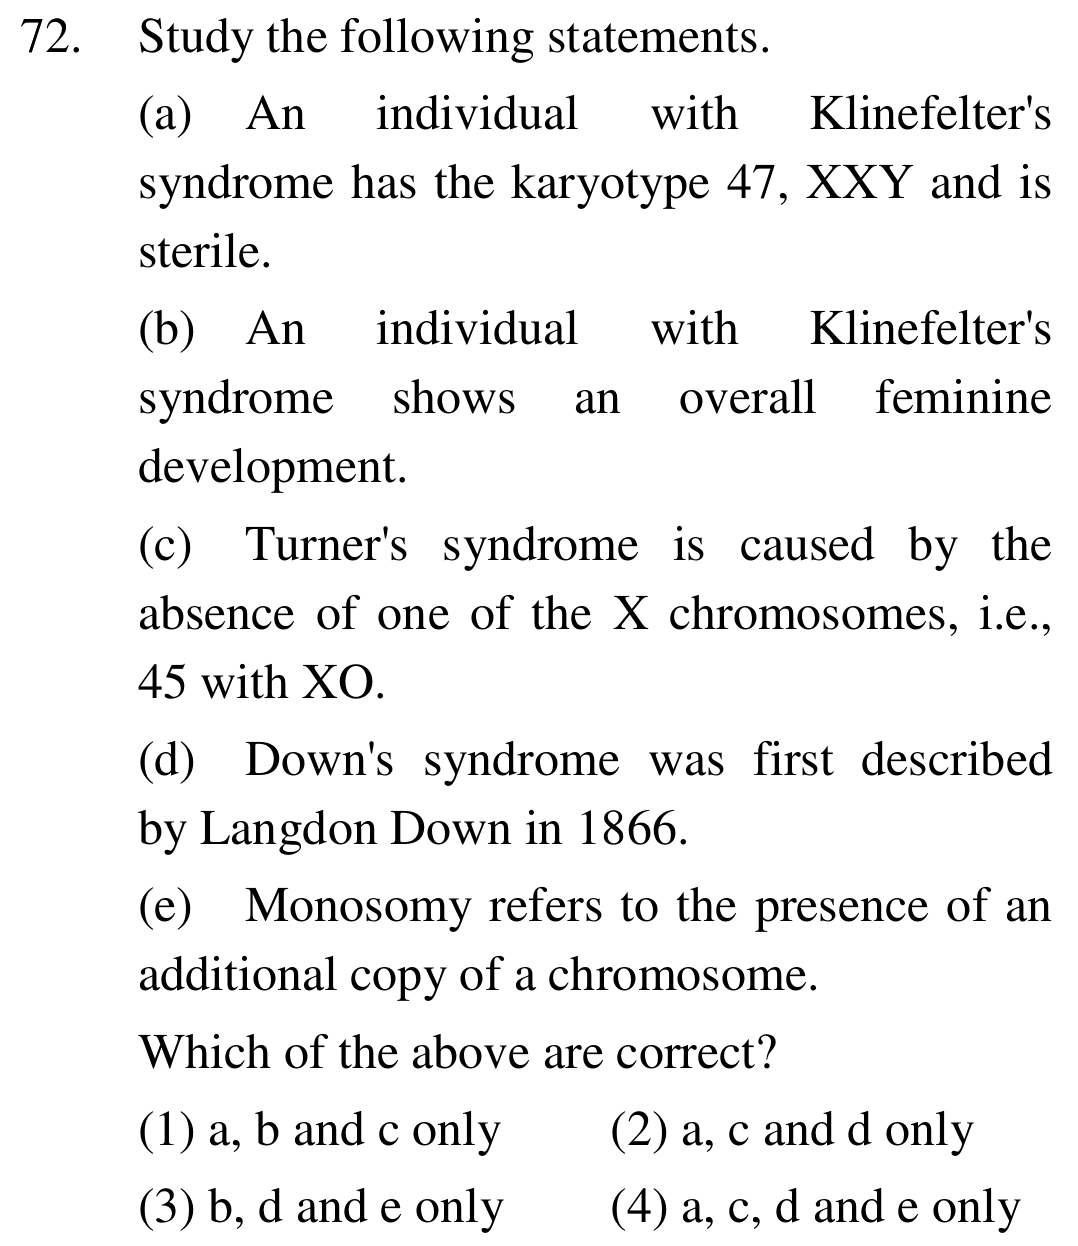 72. Study the following statements.
(a) An individual with Klinefelter's
syndrome has the karyotype 47, XXY and is
sterile.
(b) An individual with Klinefelter's
syndrome shows an overall feminine
development.
(c) Turner's syndrome is caused by the
absence of one of the X chromosomes, i.e.,
45 with XO.
(d) Down's syndrome was first described
by Langdon Down in 1866.
(e) Monosomy refers to the presence of an
additional copy of a chromosome.
Which of the above are correct?
(1) a, b and c only (2) a, c and d only
(3) b, d and e only (4) a, c, d and e only